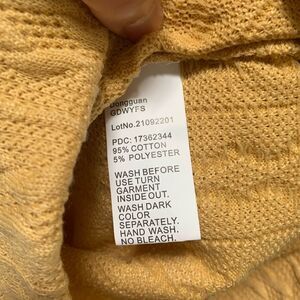 Dongguan
GDWYFS
LotNo.21092201
PDC: 17362344
95% COTTON
5% POLYESTER
WASH BEFORE
USE TURN
GARMENT
INSIDE OUT.
WASH DARK
COLOR
SEPARATELY.
HAND WASH.
NO BLEACH.